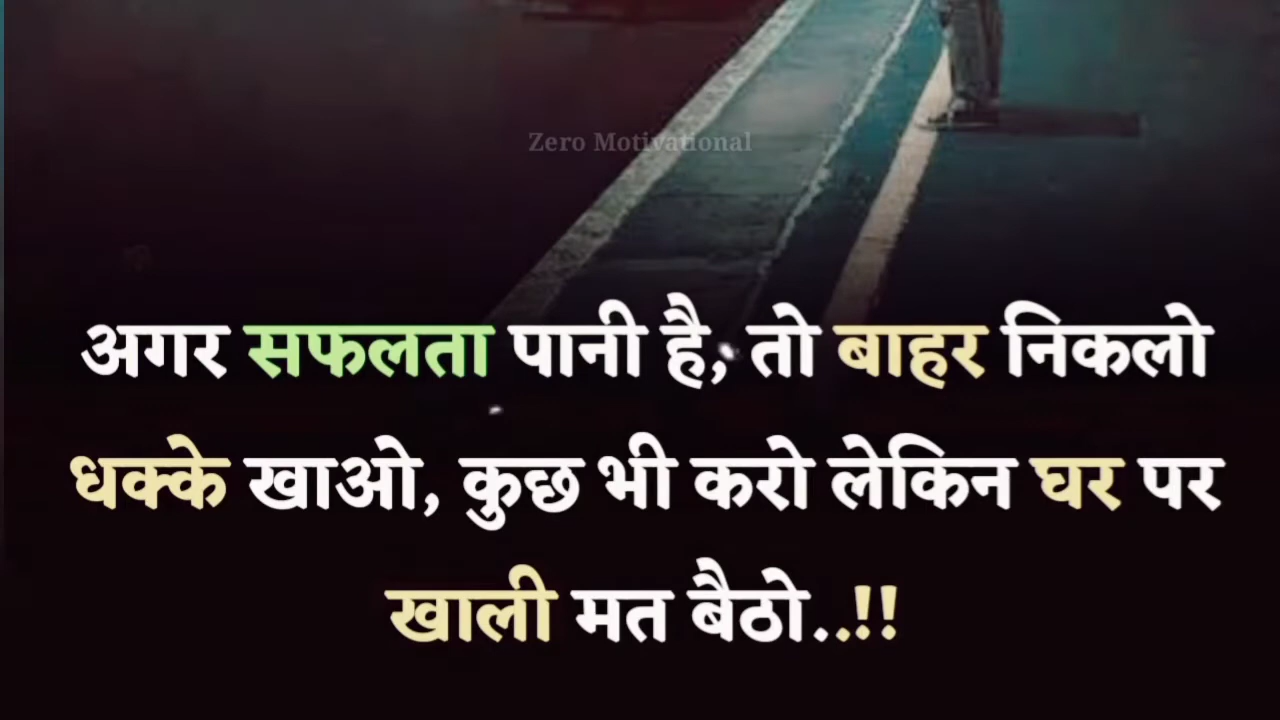 Zero Motivational
अगर सफलता पानी है, तो बाहर निकलो
धक्के खाओ, कुछ भी करो लेकिन घर पर
खाली मत बैठो..!!